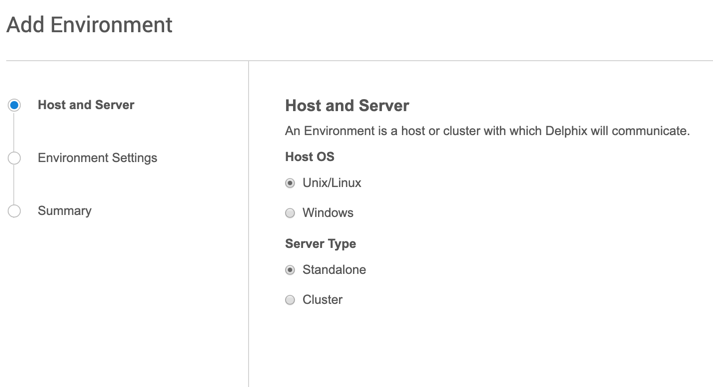 Add Environment
Host and Server
Environment Settings
Summary
Host and Server
An Environment is a host or cluster with which Delphix will communicate.
Host OS
Unix/Linux
Windows
Server Type
Standalone
Cluster